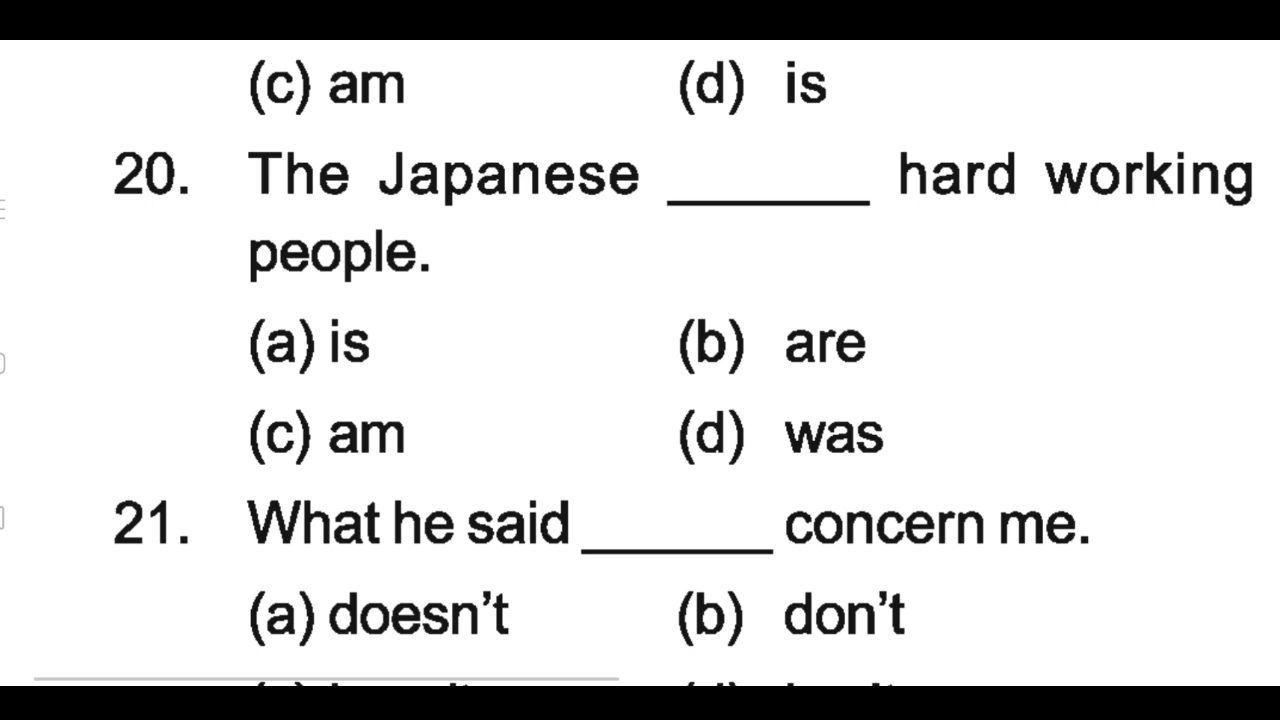 (c) am (d) is
20. The Japanese _______ hard working
people.
(a) is (b) are
(c) am (d) was
21. What he said _______ concern me.
(a) doesn't (b) don't